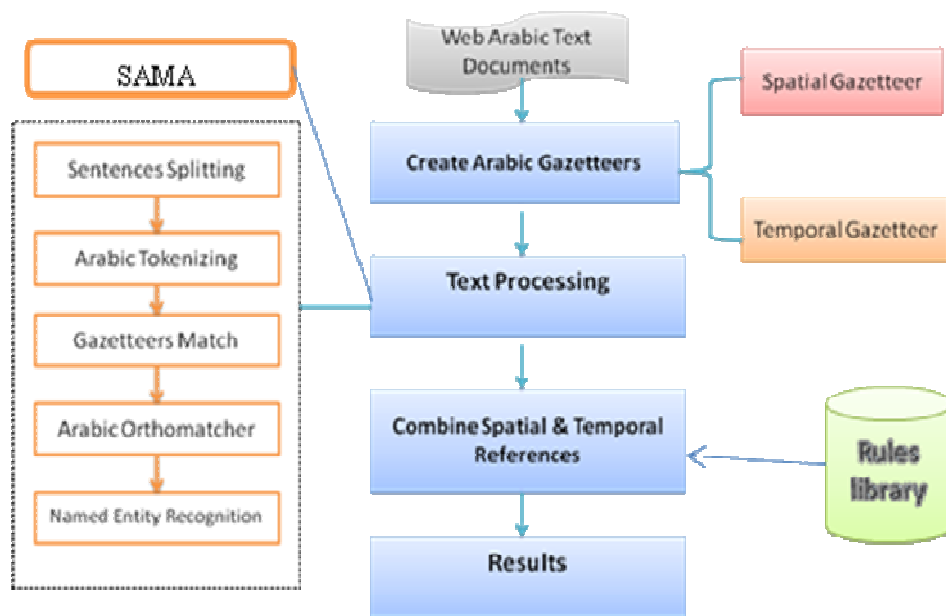 SAMA
Sentences Splitting
Arabic Tokenizing
Gazetteers Match
Arabic Orthomatcher
Named Entity Recognition
Web Arabic Text
Documents
Create Arabic Gazetteers
Text Processing
Combine Spatial & Temporal
References
Results
Spatial Gazetteer
Temporal Gazetteer
Rules
library